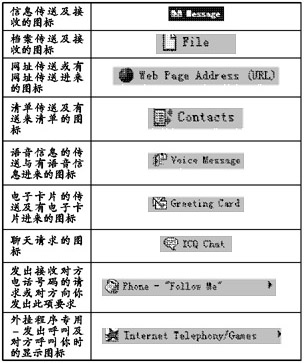 信息传送及接
收的图标
Message
档案传送及接
收的图标
File
网址传送或有
网址传送进来
的图标
Web Page Address (URL)
清单传送及有
送来清单的图
标
Contacts
语音信息的传
送与有语音信
息进来的图标
Voice Message
电子卡片的传
送及有电子卡
片进来的图标
Greeting Card
聊天请求的图
标
ICQ Chat
发出接收对方
电话号码的请
求或对方向你
发出此项要求
Phone - "Follow Me"
外挂程序专用
-发出呼叫及
对方呼叫你时
的显示图标
Internet Telephony/Games